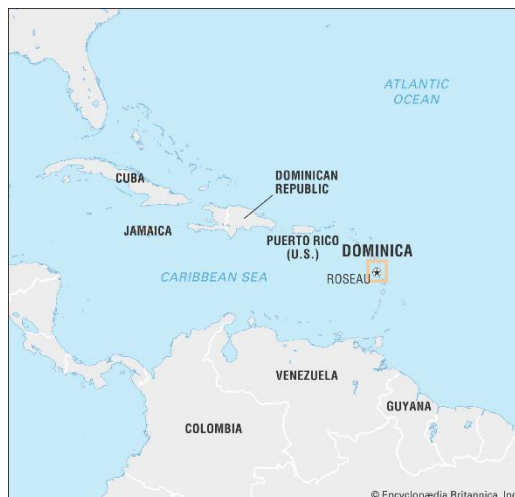 ATLANTIC
OCEAN
CUBA
DOMINICAN
REPUBLIC
JAMAICA
PUERTO RICO
(U.S.)
DOMINICA
ROSEAU
CARIBBEAN SEA
VENEZUELA
GUYANA
COLOMBIA
© Encyclopædia Britannica, Inc.